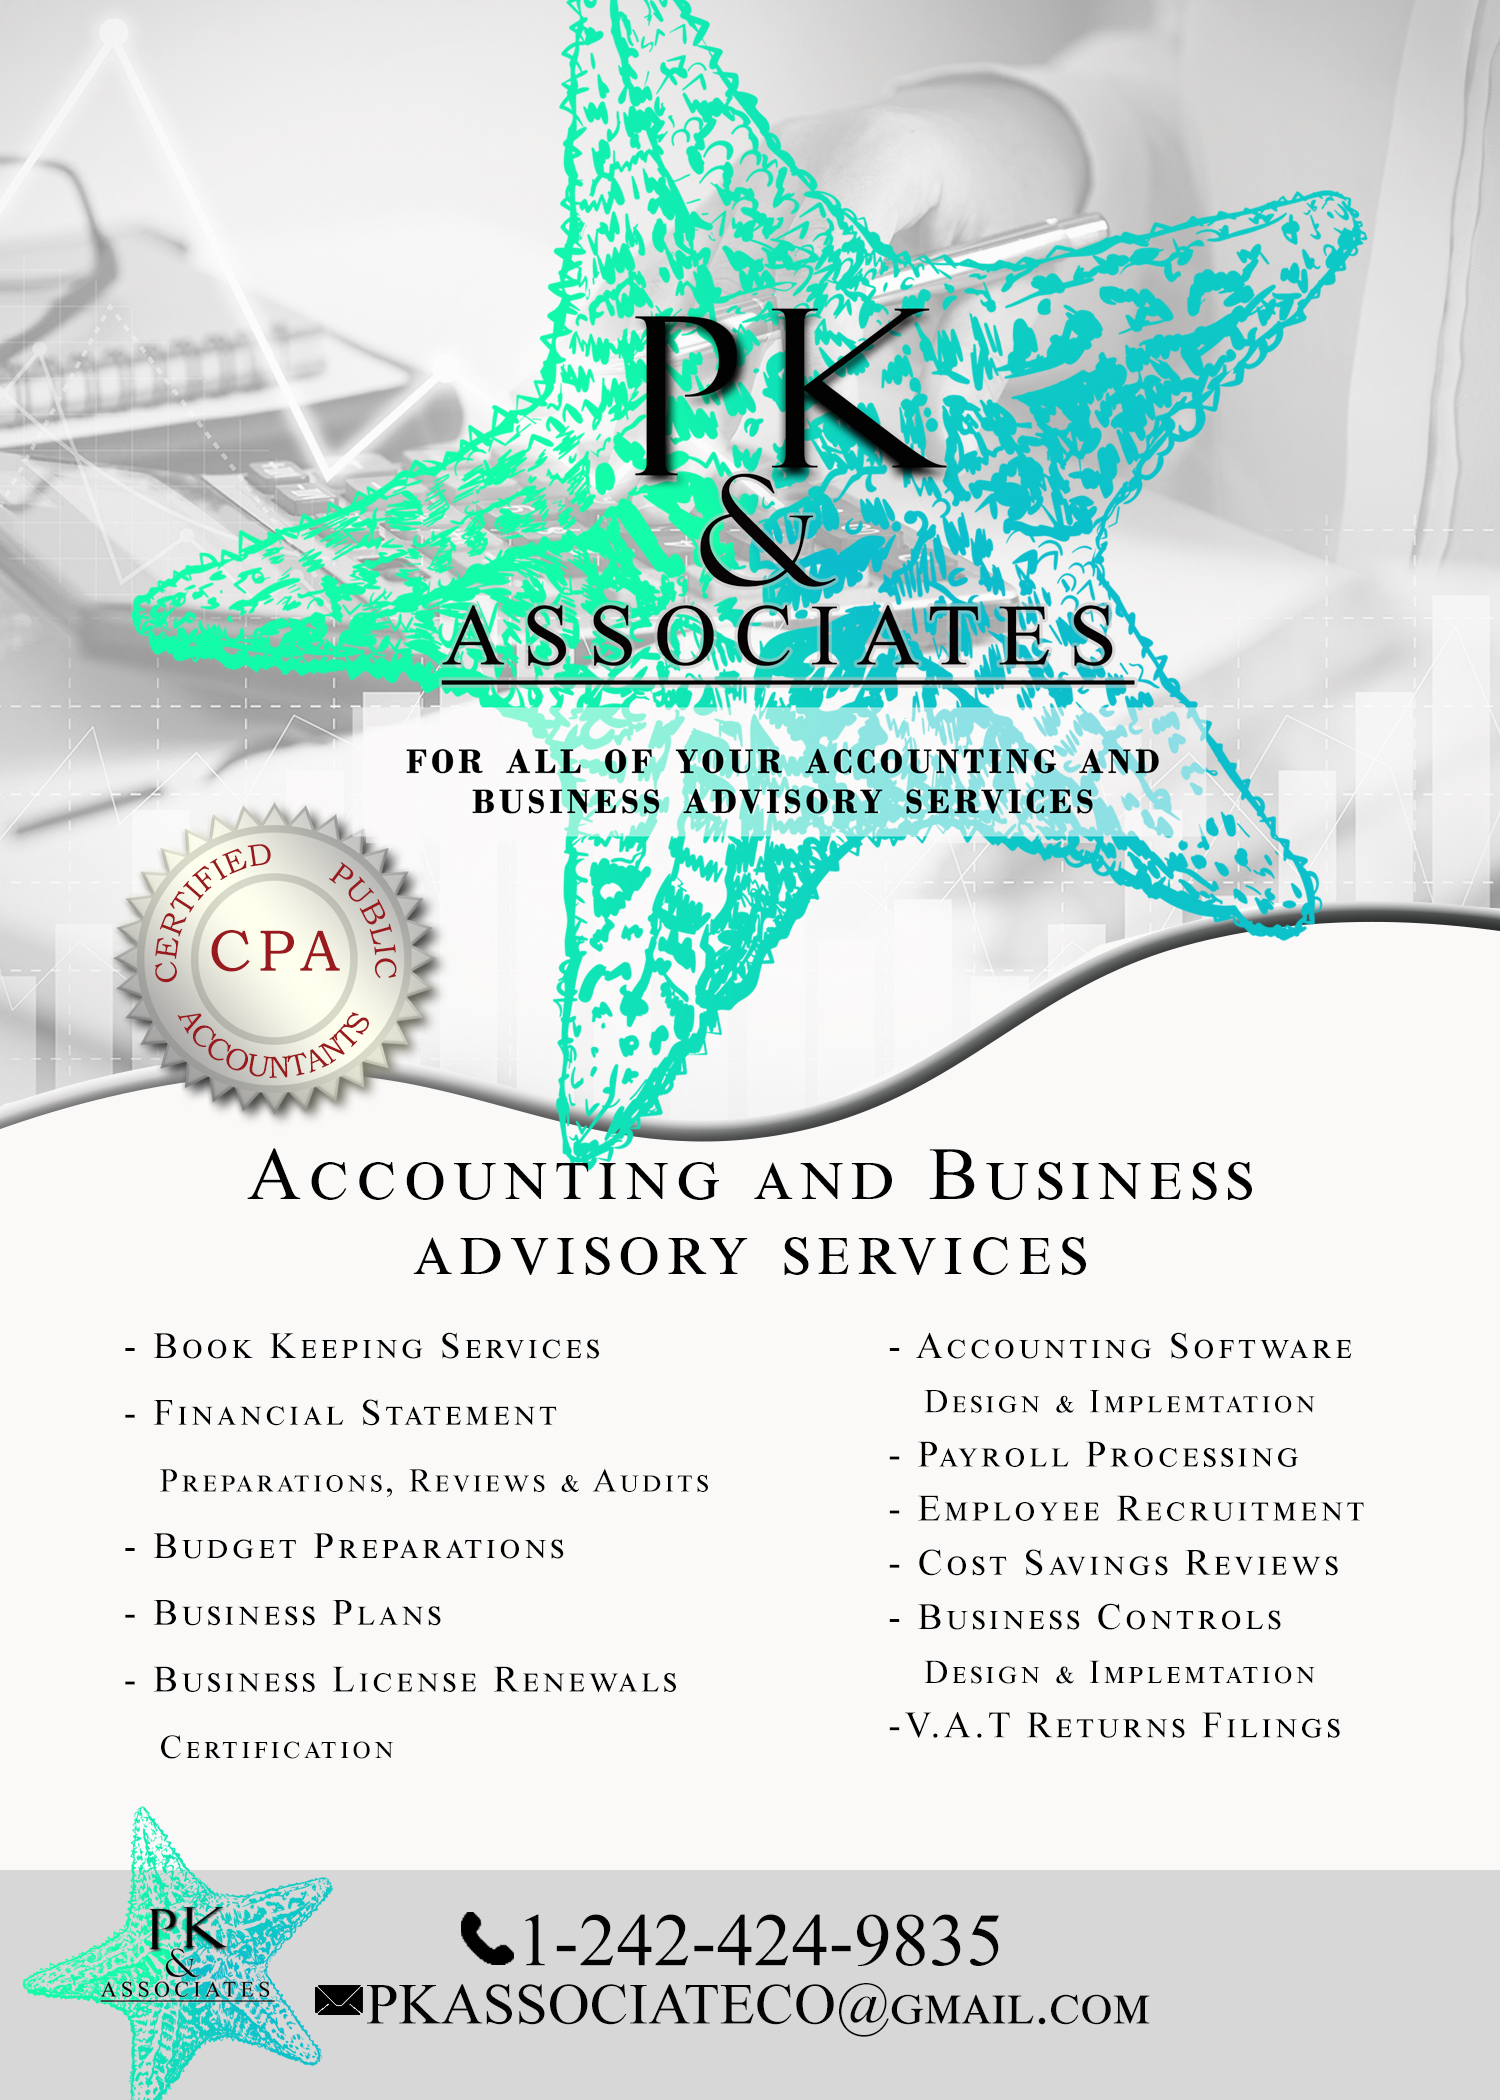 PK
&
ASSOCIATES
FOR ALL OF YOUR ACCOUNTING AND
BUSINESS ADVISORY SERVICES
CERTIFIED PUBLIC
CPA
ACCOUNTANTS
ACCOUNTING AND BUSINESS
ADVISORY SERVICES
- BOOK KEEPING SERVICES
- FINANCIAL STATEMENT
PREPARATIONS, REVIEWS & AUDITS
- BUDGET PREPARATIONS
- BUSINESS PLANS
- BUSINESS LICENSE RENEWALS
CERTIFICATION
- ACCOUNTING SOFTWARE
DESIGN & IMPLEMTATION
- PAYROLL PROCESSING
- EMPLOYEE RECRUITMENT
- COST SAVINGS REVIEWS
- BUSINESS CONTROLS
DESIGN & IMPLEMTATION
-V.A.T RETURNS FILINGS
PK
&
ASSOCIATES
1-242-424-9835
PKASSOCIATECO@GMAIL.COM